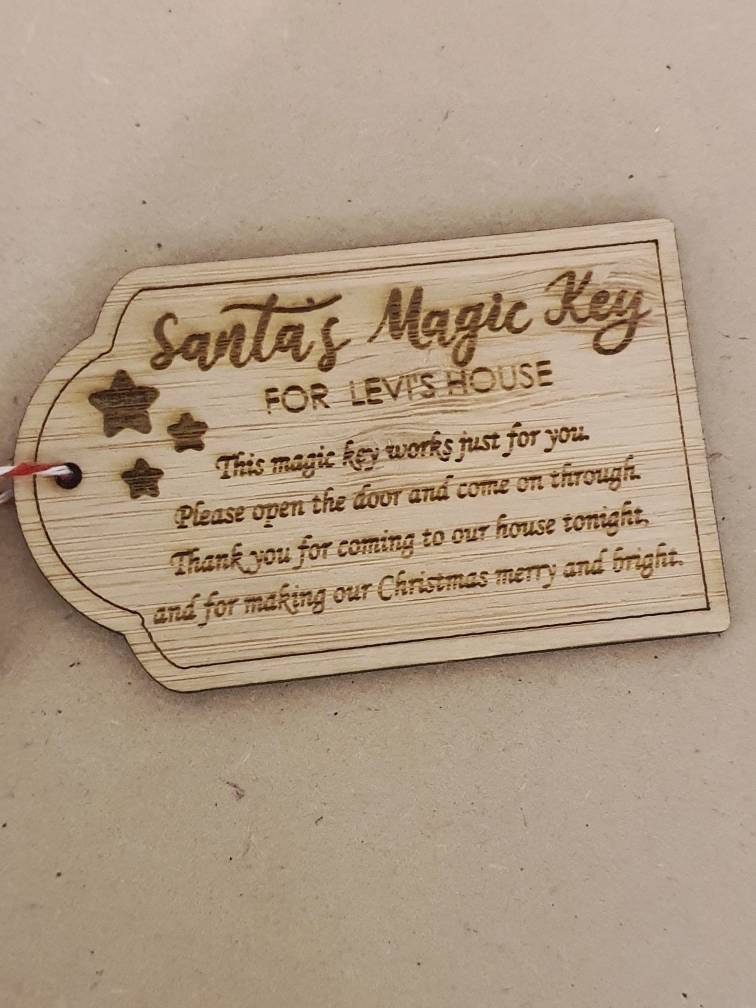 Santa's Magic Key
FOR LEVI'S HOUSE
This magic key works just for you.
Please open the door and come on through.
Thank you for coming to our house tonight,
and for making our Christmas merry and bright.